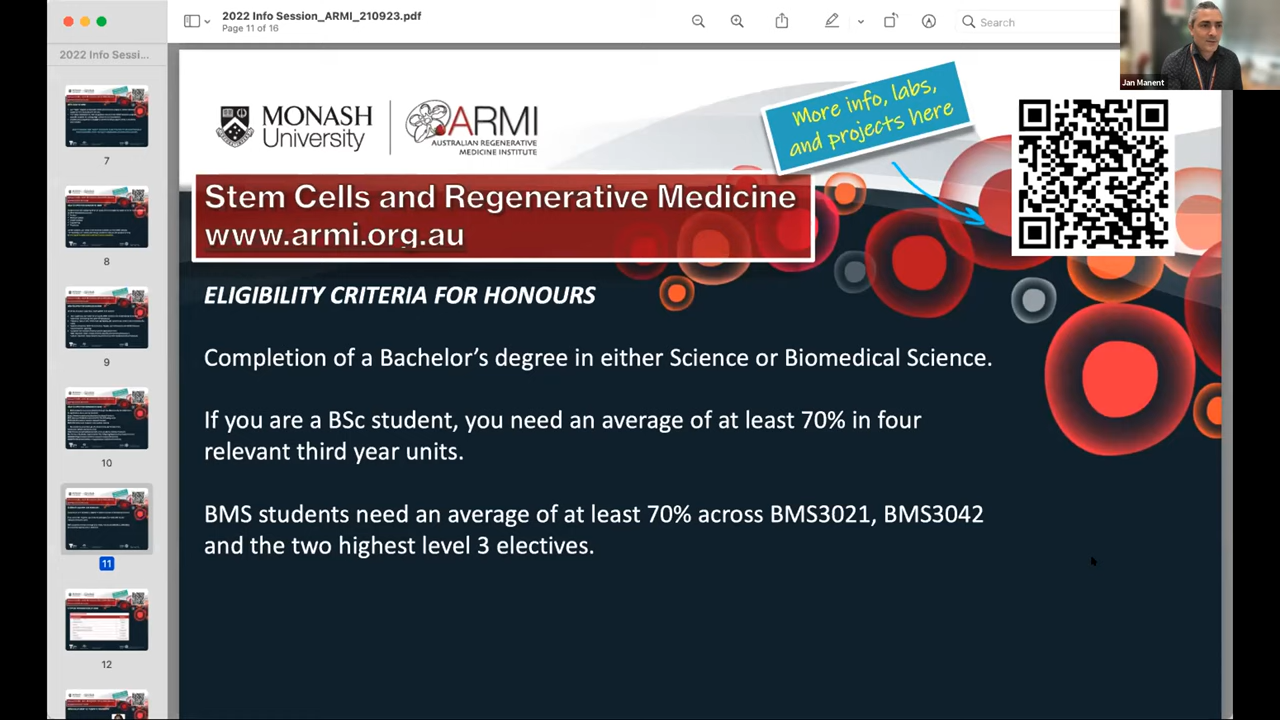 2022 Info Session_ARMI_210923.pdf
Page 11 of 16
Search
Jan Manent
2022 Info Sessi...
7
8
9
10
11
12
MONASH
University
ARMI
AUSTRALIAN REGENERATIVE
MEDICINE INSTITUTE
More info, labs,
and projects here
Stem Cells and Regenerative Medicine
www.armi.org.au
ELIGIBILITY CRITERIA FOR HONOURS
Completion of a Bachelor’s degree in either Science or Biomedical Science.
If you are a BSc student, you need an average of at least 70% in four
relevant third year units.
BMS students need an average of at least 70% across BMS3021, BMS3042
and the two highest level 3 electives.